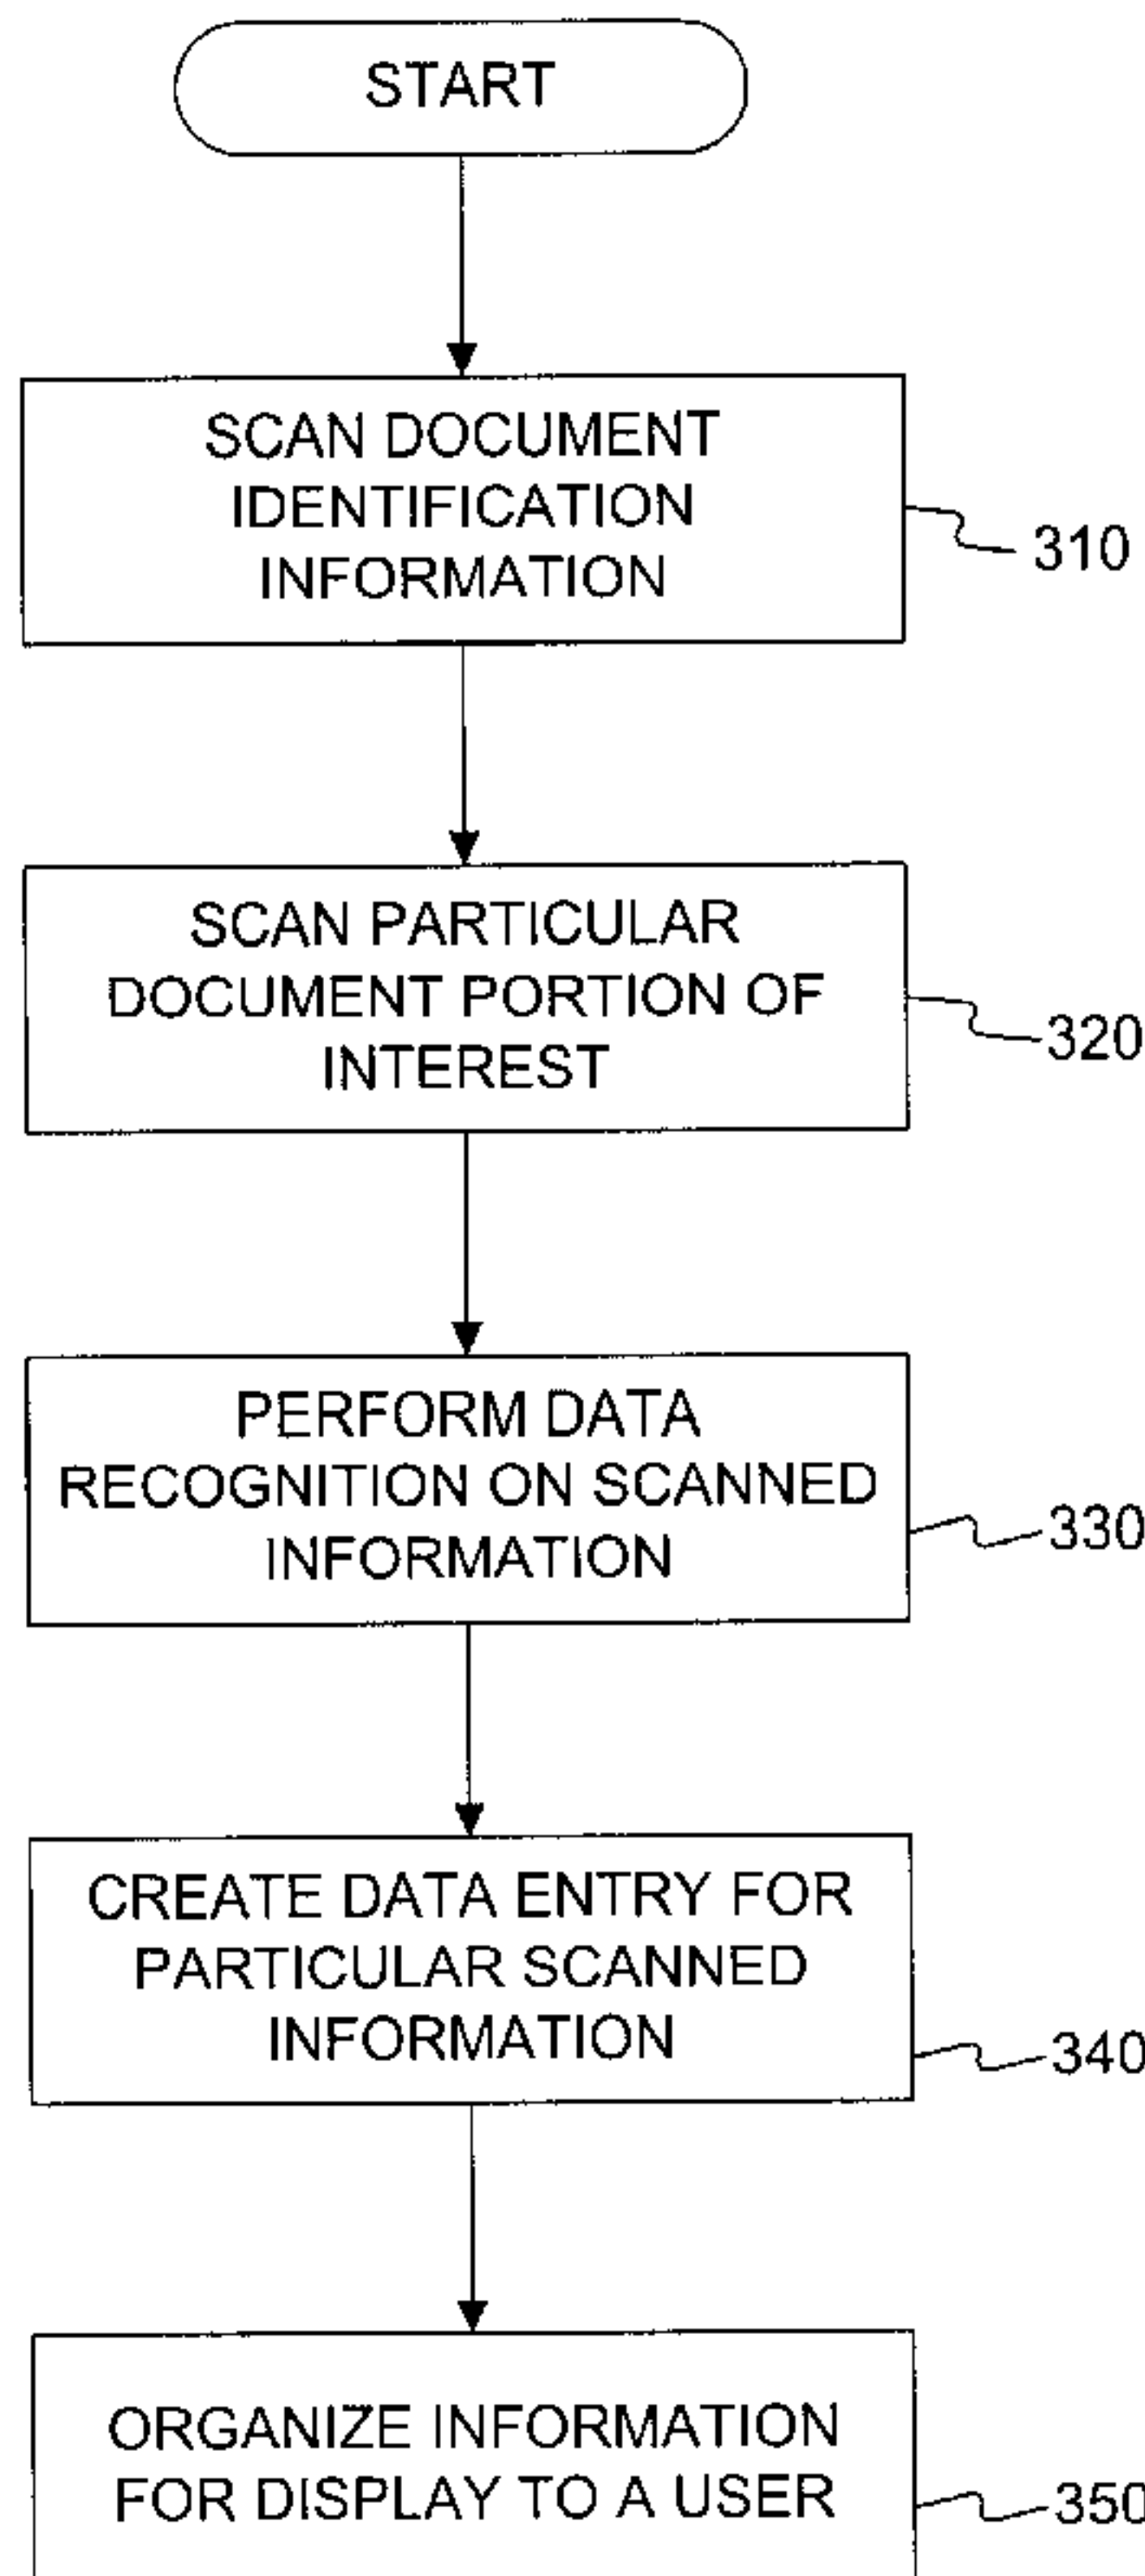 START
SCAN DOCUMENT
IDENTIFICATION
INFORMATION
310
SCAN PARTICULAR
DOCUMENT PORTION OF
INTEREST
320
PERFORM DATA
RECOGNITION ON SCANNED
INFORMATION
330
CREATE DATA ENTRY FOR
PARTICULAR SCANNED
INFORMATION
340
ORGANIZE INFORMATION
FOR DISPLAY TO A USER
350